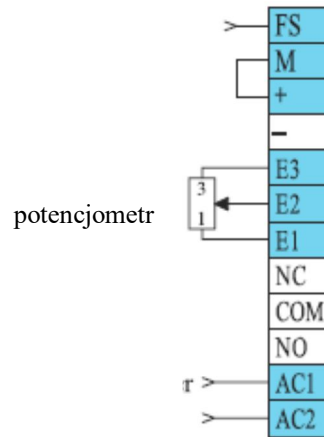 FS
M
+
–
E3
3
potencjometr
E2
1
E1
NC
COM
NO
r
AC1
AC2